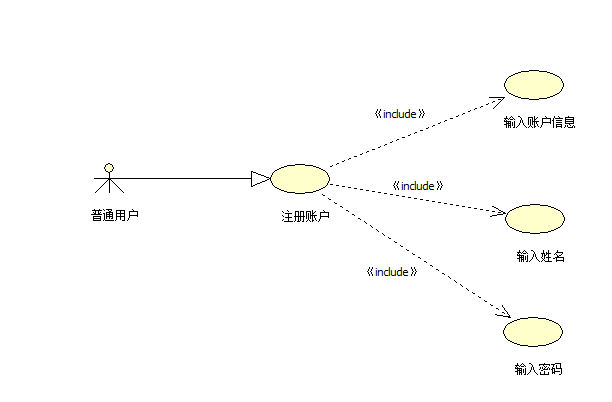 《include》
输入账户信息
普通用户
注册账户
《include》
输入姓名
《include》
输入密码